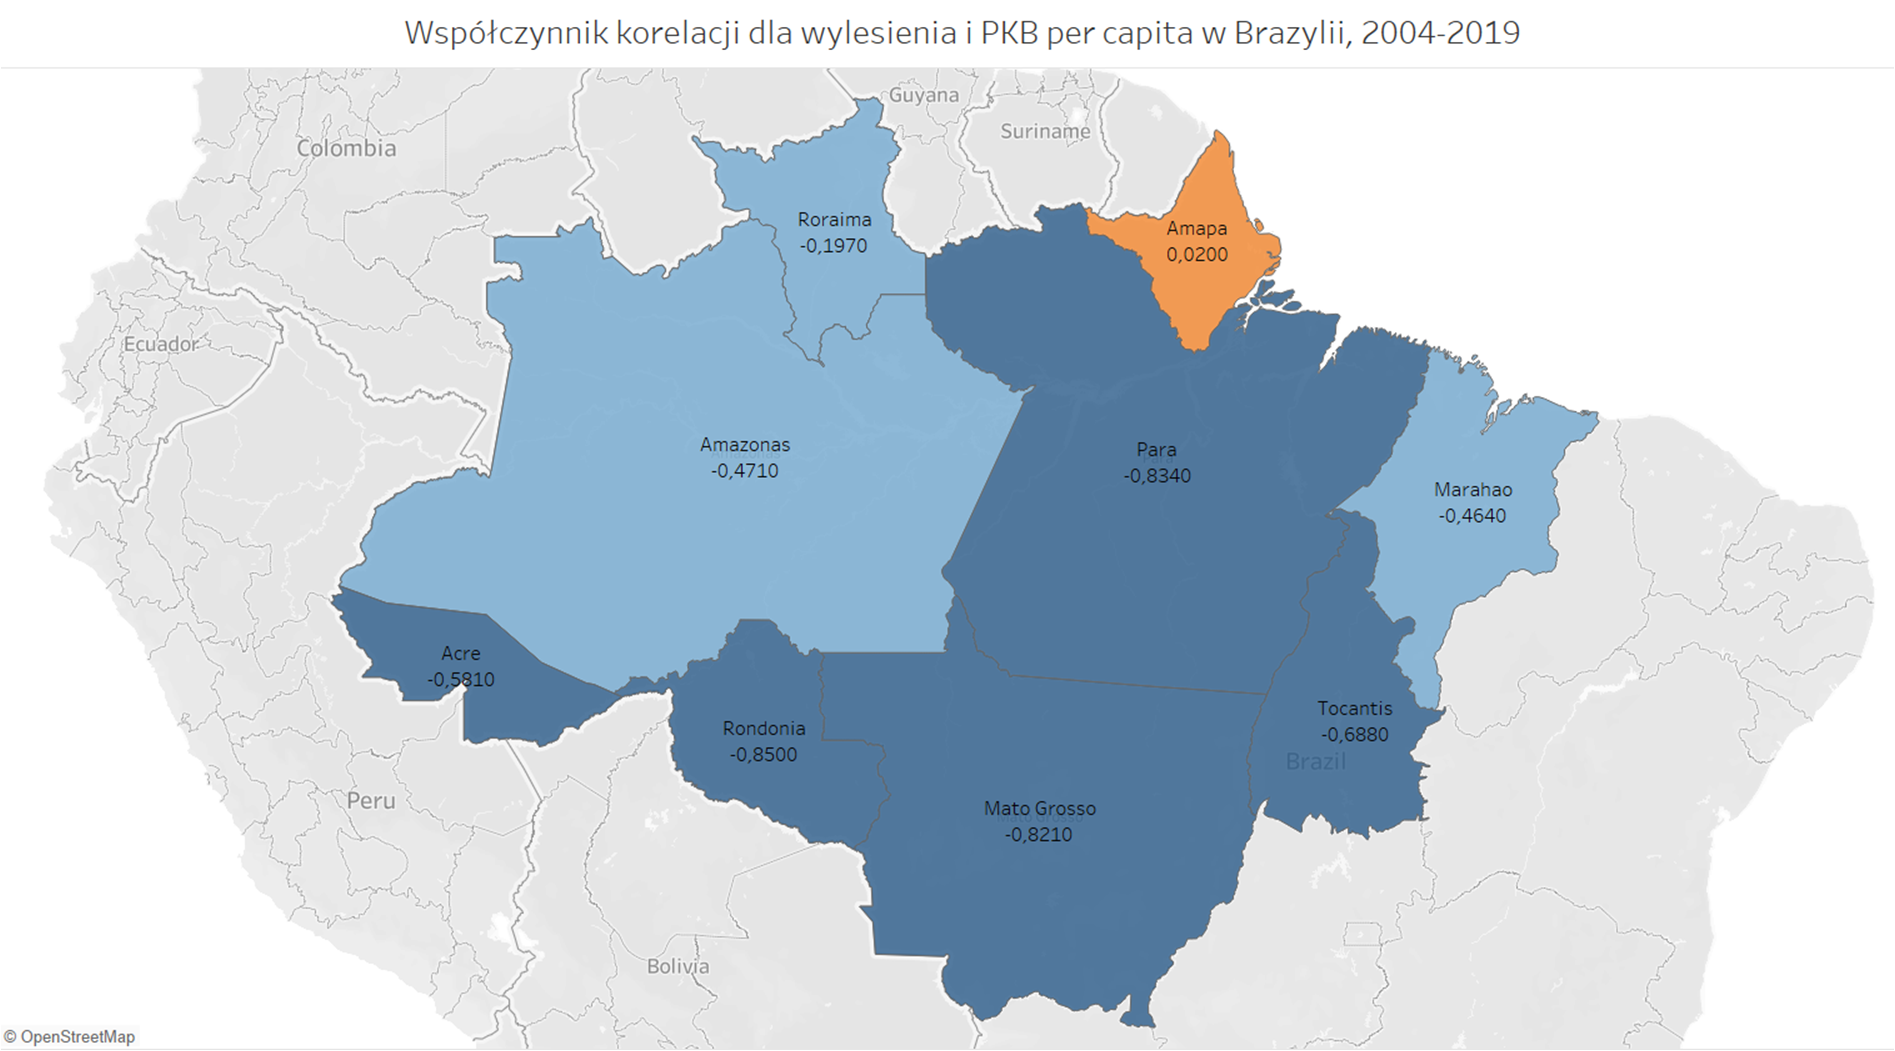 Współczynnik korelacji dla wylesienia i PKB per capita w Brazylii, 2004-2019
Guyana
Suriname
Colombia
Roraima
-0,1970
Amapa
0,0200
Ecuador
Amazonas
-0,4710
Para
-0,8340
Marahao
-0,4640
Acre
-0,5810
Rondonia
-0,8500
Tocantis
-0,6880
Brazil
Peru
Mato Grosso
Mato Grosso
-0,8210
Bolivia
© OpenStreetMap